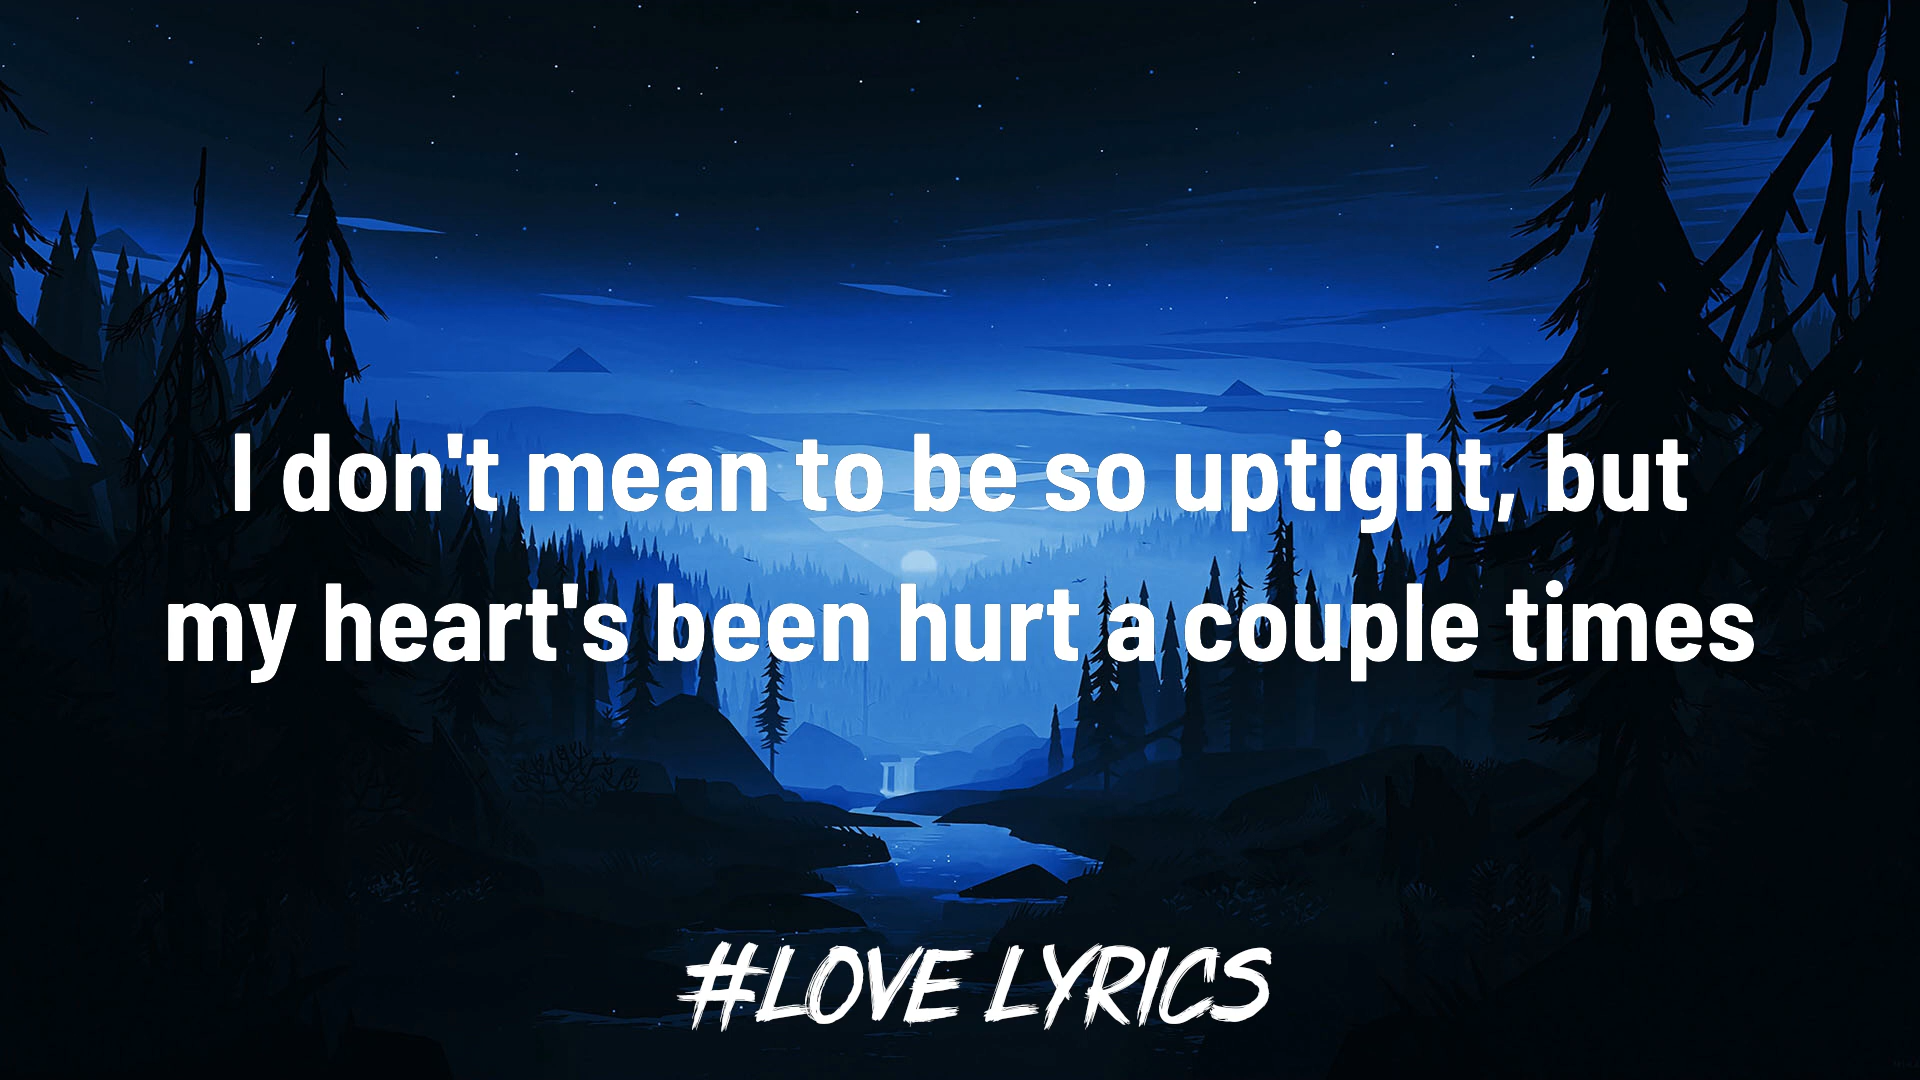 I don't mean to be so uptight, but
my heart's been hurt a couple times
#LOVE LYRICS